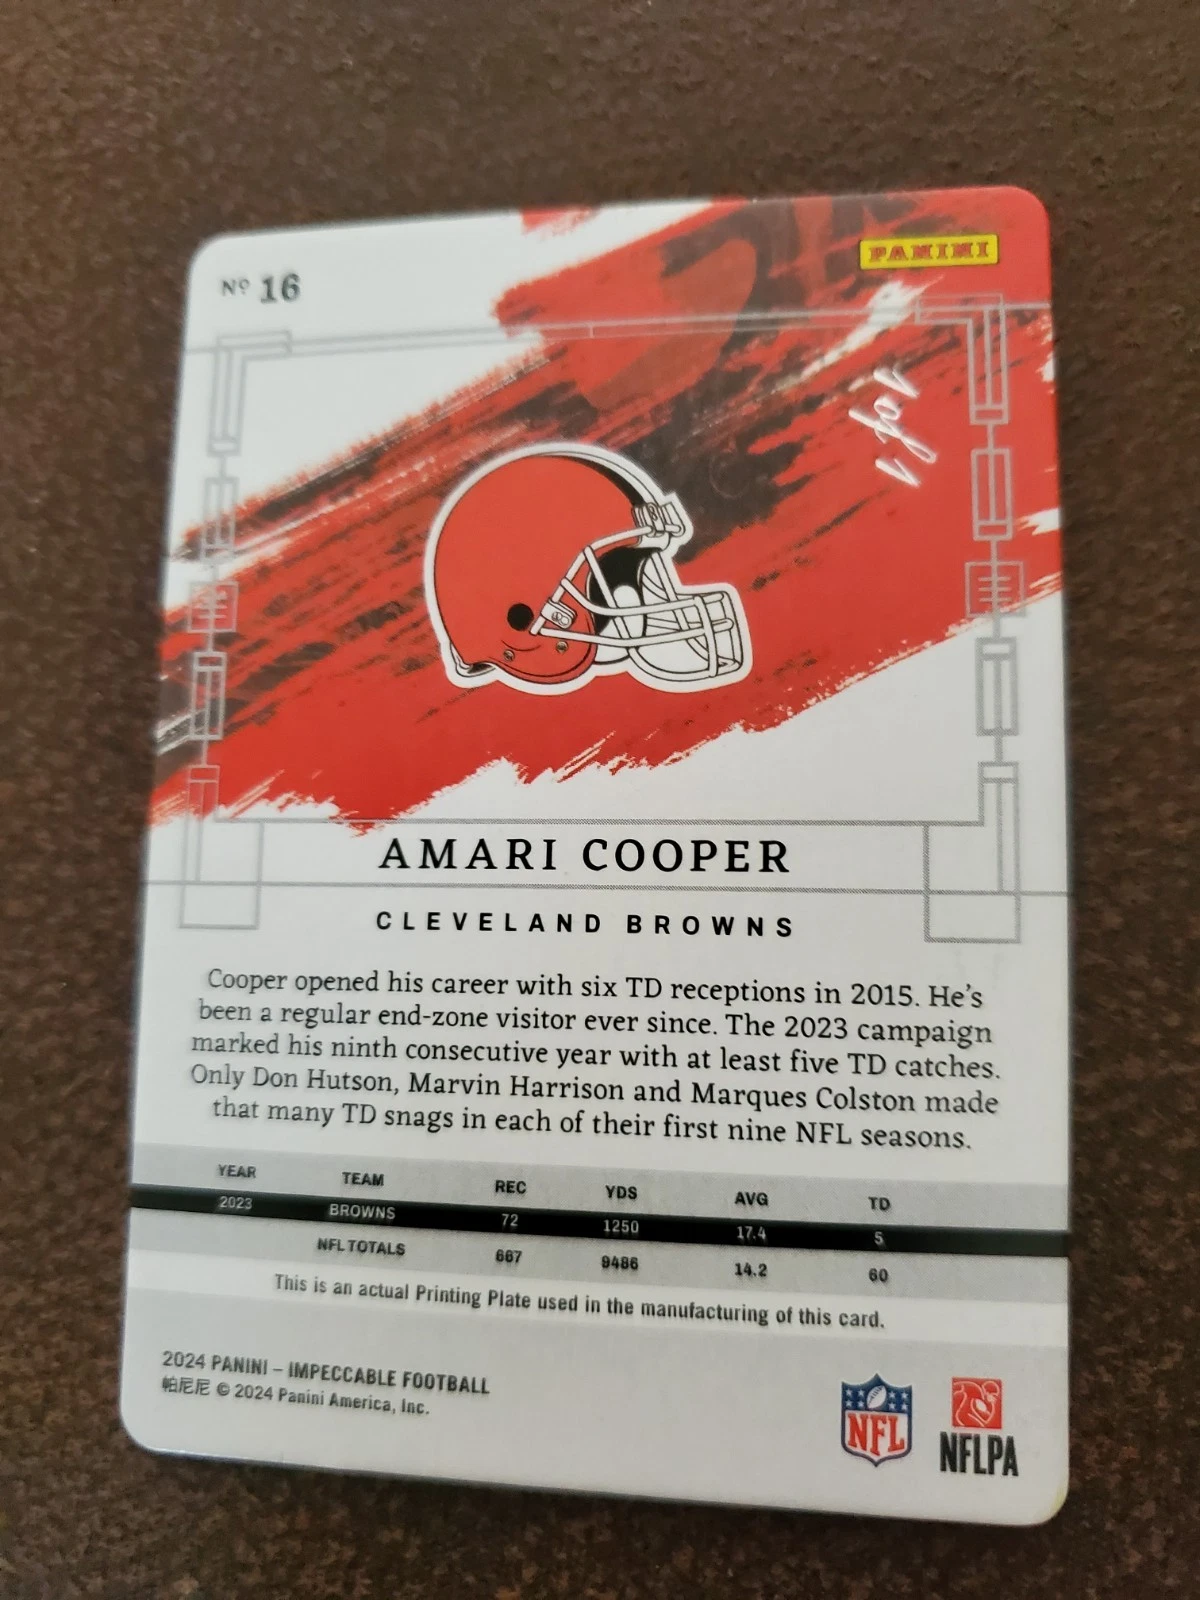 Nº 16
PANINI
1 of 1
AMARI COOPER
CLEVELAND BROWNS
Cooper opened his career with six TD receptions in 2015. He's
been a regular end-zone visitor ever since. The 2023 campaign
marked his ninth consecutive year with at least five TD catches.
Only Don Hutson, Marvin Harrison and Marques Colston made
that many TD snags in each of their first nine NFL seasons.
YEAR TEAM REC YDS AVG TD
2023 BROWNS 72 1250 17.4 5
NFL TOTALS 667 9486 14.2 60
This is an actual Printing Plate used in the manufacturing of this card.
2024 PANINI – IMPECCABLE FOOTBALL
帕尼尼 © 2024 Panini America, Inc.
NFL
NFLPA